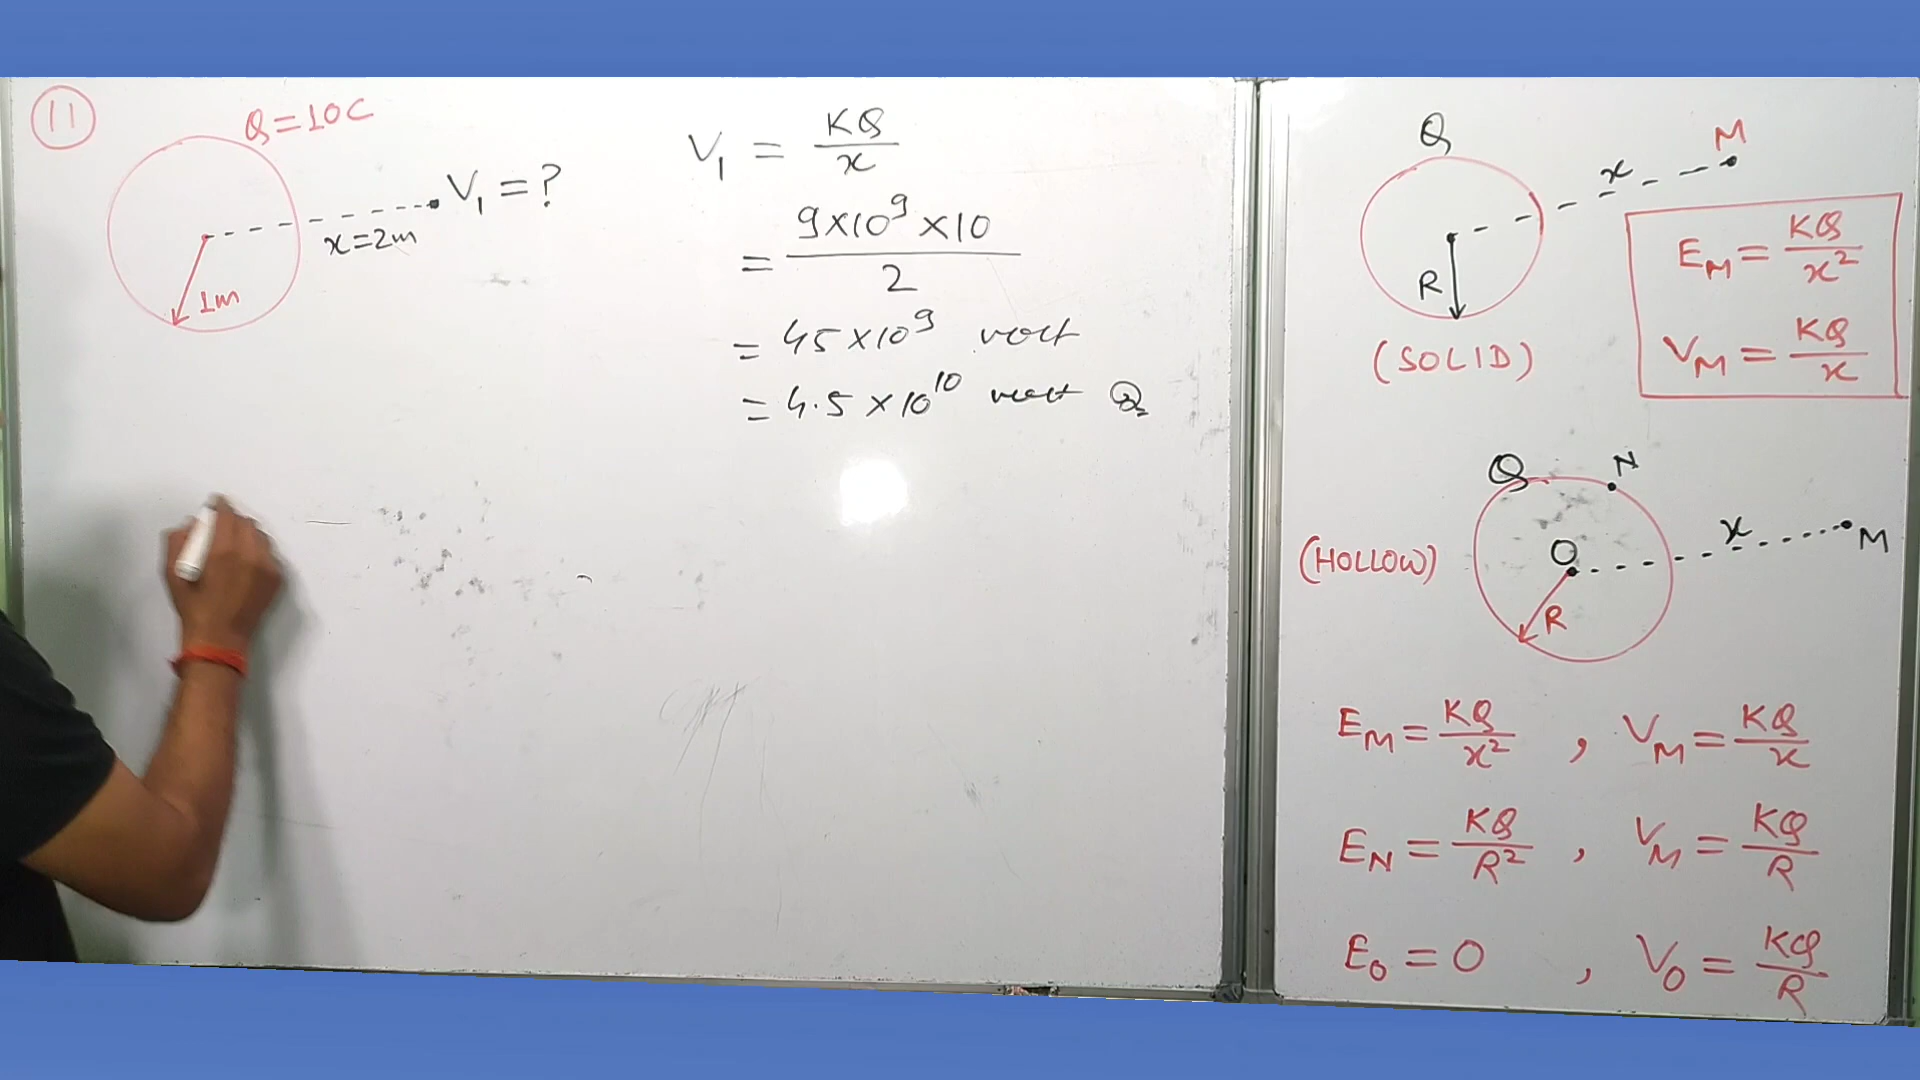 11
Q=10C
V₁ = ?
x=2m
1m
V₁ = KQ/x
= 9×10⁹×10/2
= 45×10⁹ volt
= 4.5×10¹⁰ volt
Q
M
x
R
(SOLID)
E_M = KQ/x²
V_M = KQ/x
Q
N
x
M
O
R
(HOLLOW)
E_M = KQ/x² , V_M = KQ/x
E_N = KQ/R² , V_M = KQ/R
E₀ = 0 , V₀ = KQ/R